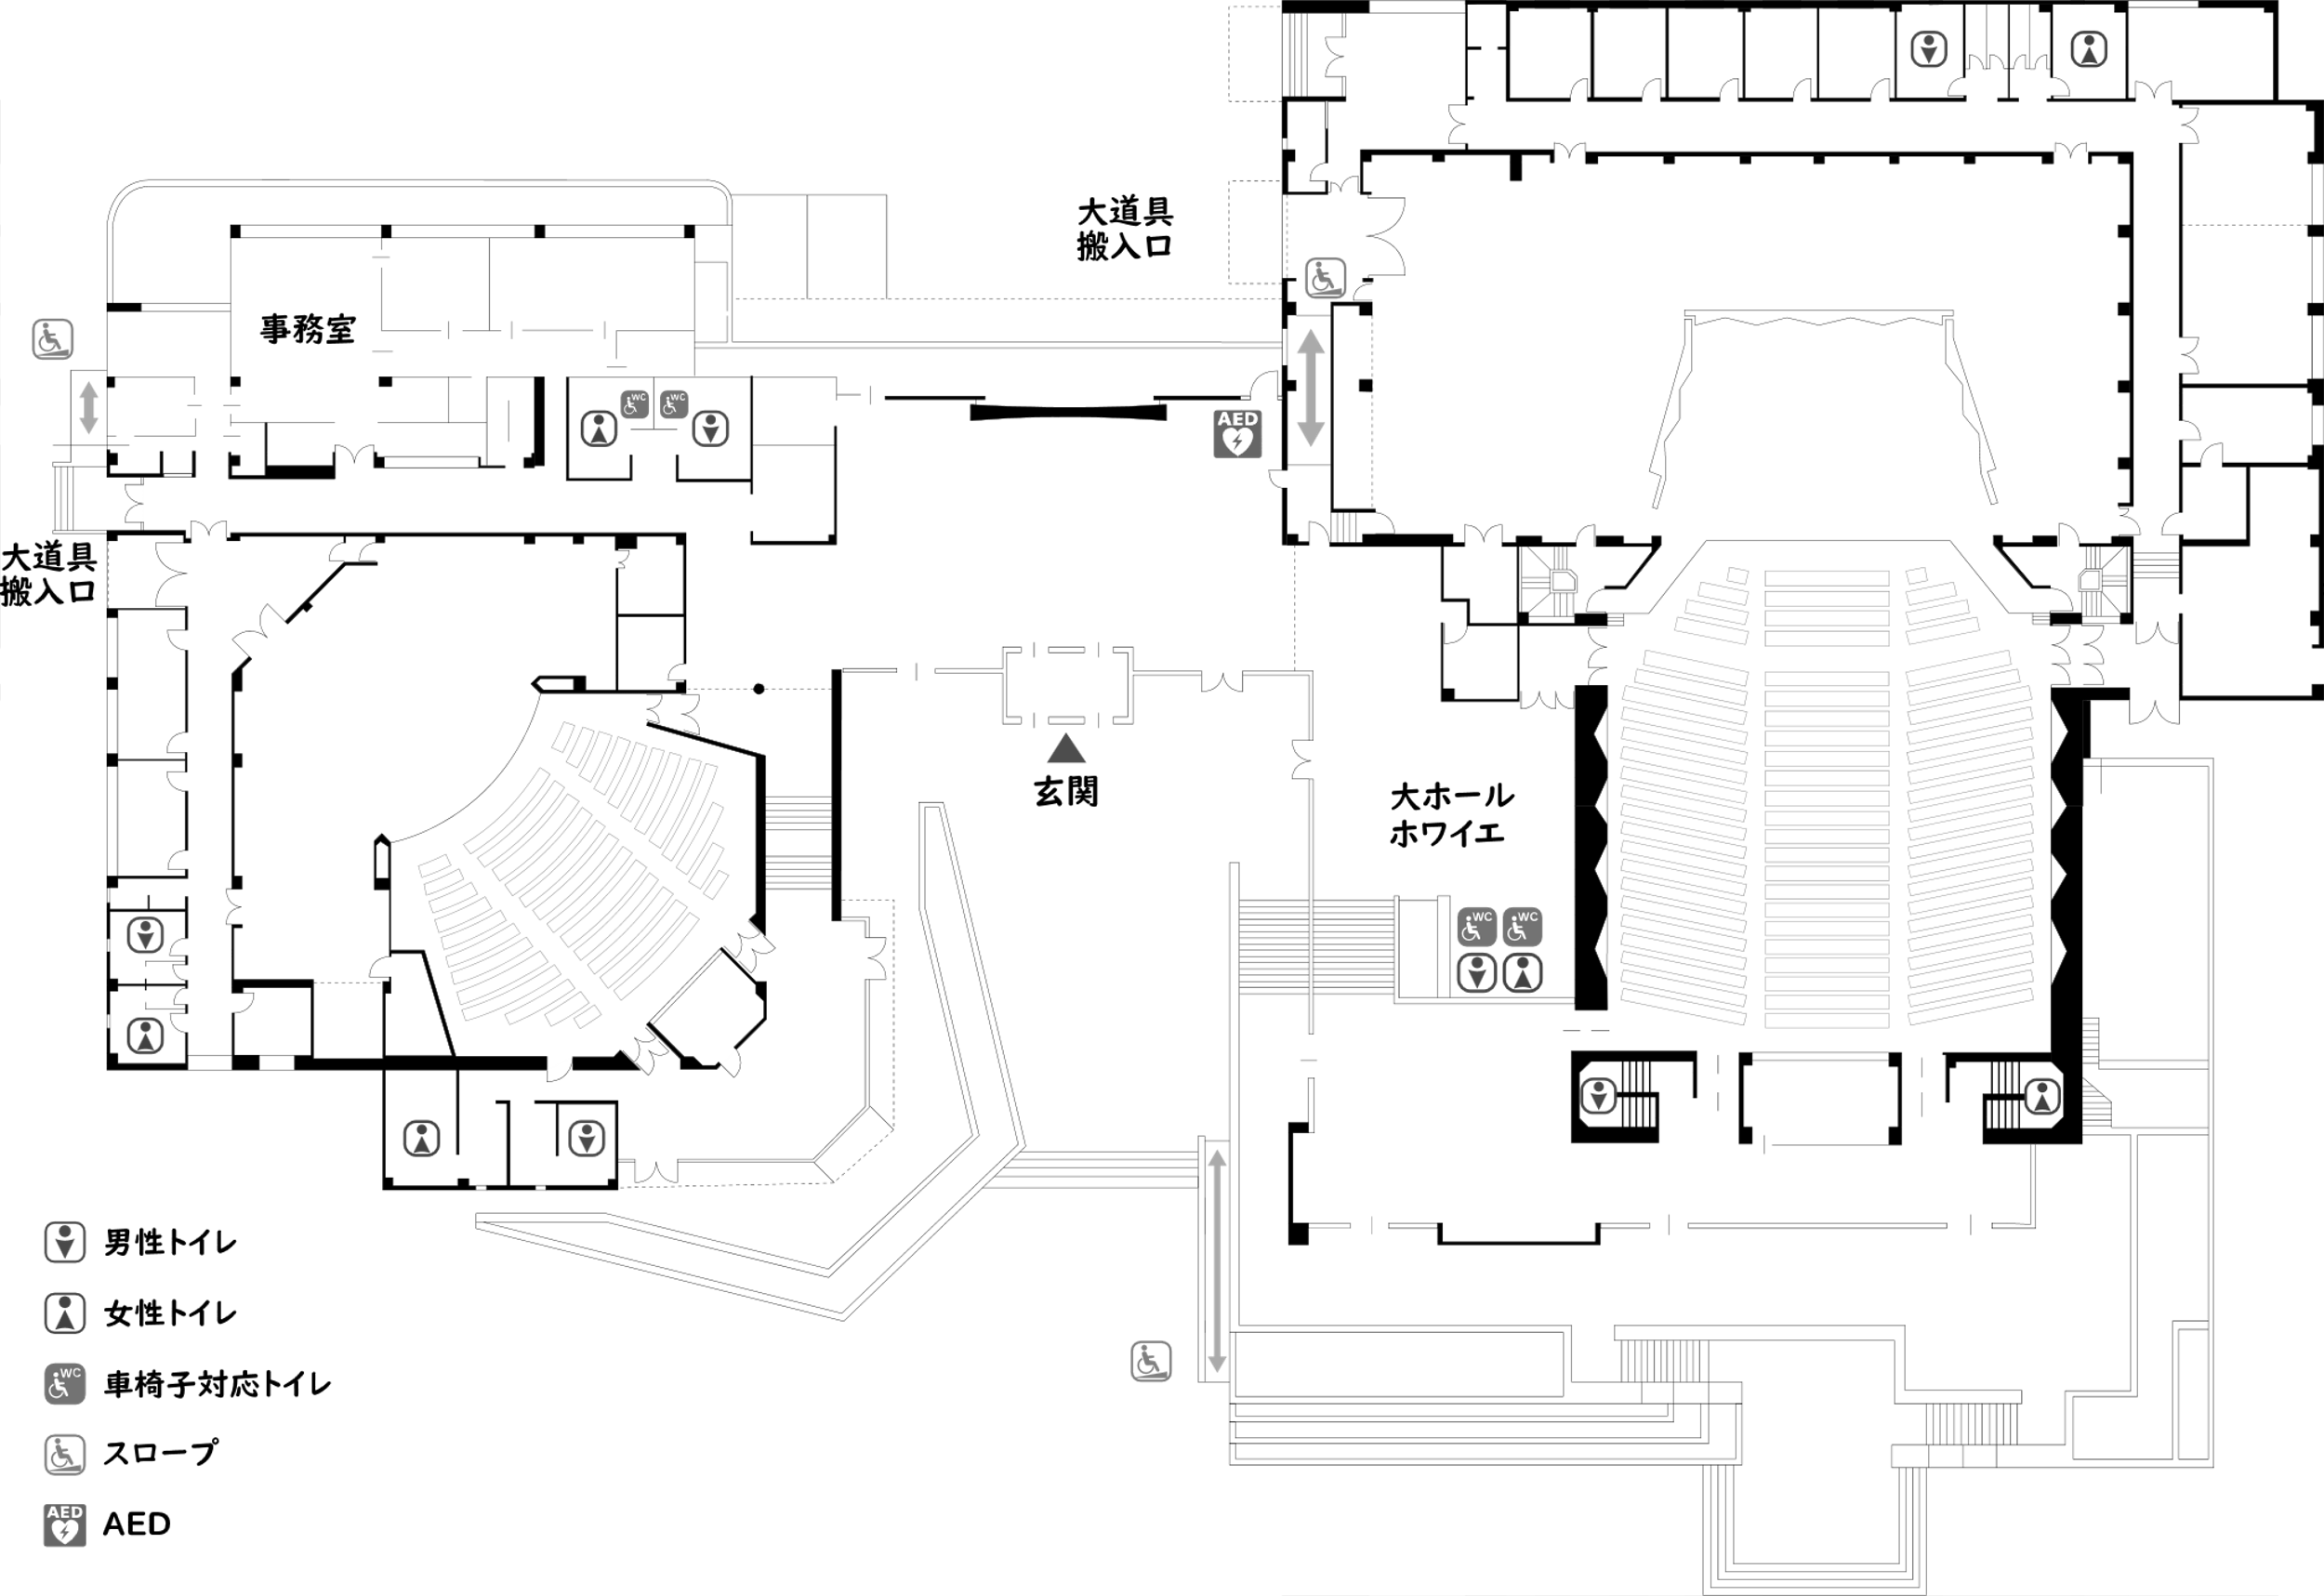 大道具
搬入口
事務室
WC
WC
AED
大道具
搬入口
玄関
大ホール
ホワイエ
WC
WC
男性トイレ
女性トイレ
WC
車椅子対応トイレ
スロープ
AED
AED